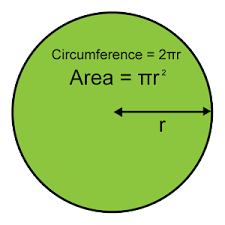 Circumference = 2πr
Area = πr²
r